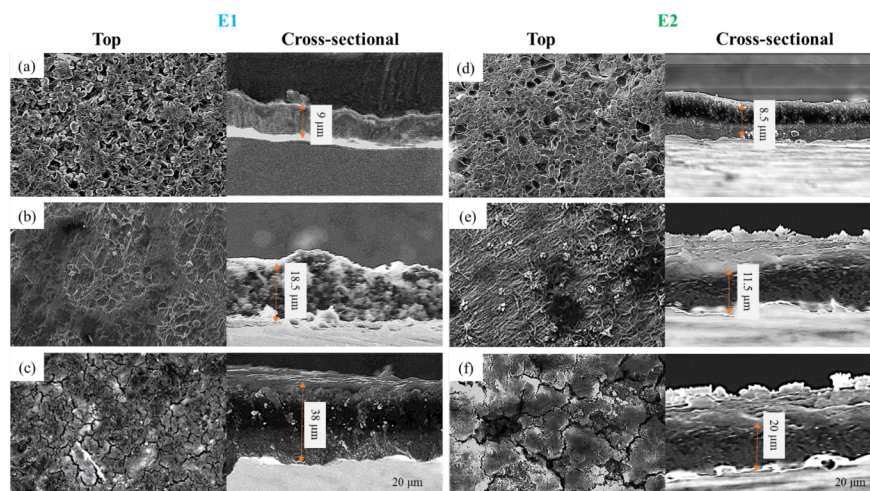 E1
E2
Top
Cross-sectional
Top
Cross-sectional
(a)
9 μm
(d)
8.5 μm
(b)
18.5 μm
(e)
11.5 μm
(c)
38 μm
20 μm
(f)
20 μm
20 μm